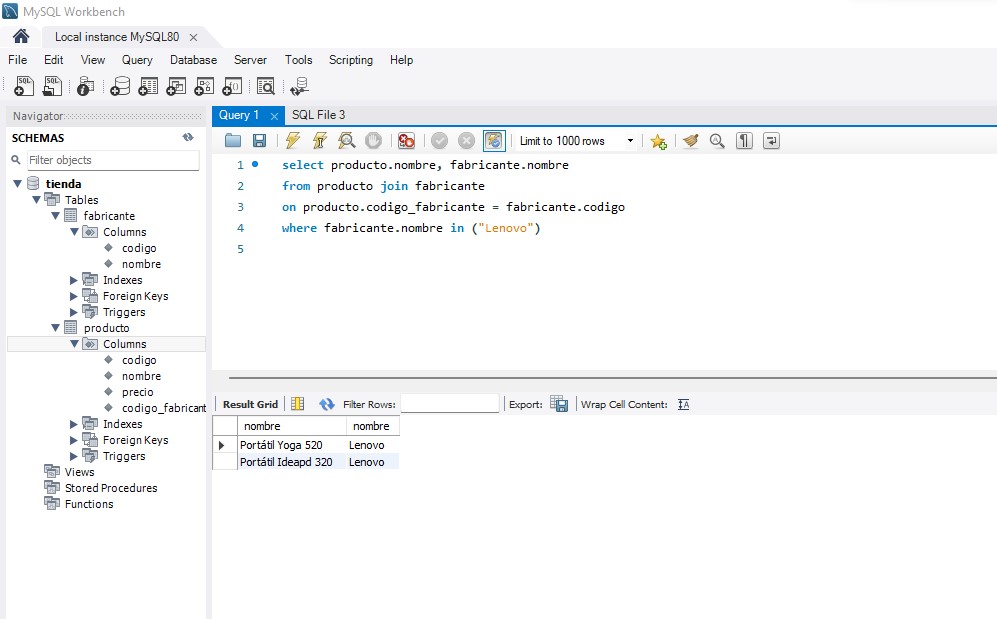 MySQL Workbench
Local instance MySQL80
File Edit View Query Database Server Tools Scripting Help
SQL SQL
Navigator
SCHEMAS
Filter objects
tienda
Tables
fabricante
Columns
codigo
nombre
Indexes
Foreign Keys
Triggers
producto
Columns
codigo
nombre
precio
codigo_fabricant
Indexes
Foreign Keys
Triggers
Views
Stored Procedures
Functions
Query 1 SQL File 3
Limit to 1000 rows
1 select producto.nombre, fabricante.nombre
2 from producto join fabricante
3 on producto.codigo_fabricante = fabricante.codigo
4 where fabricante.nombre in ("Lenovo")
5
Result Grid Filter Rows: Export: Wrap Cell Content:
nombre nombre
Portátil Yoga 520 Lenovo
Portátil Ideapd 320 Lenovo